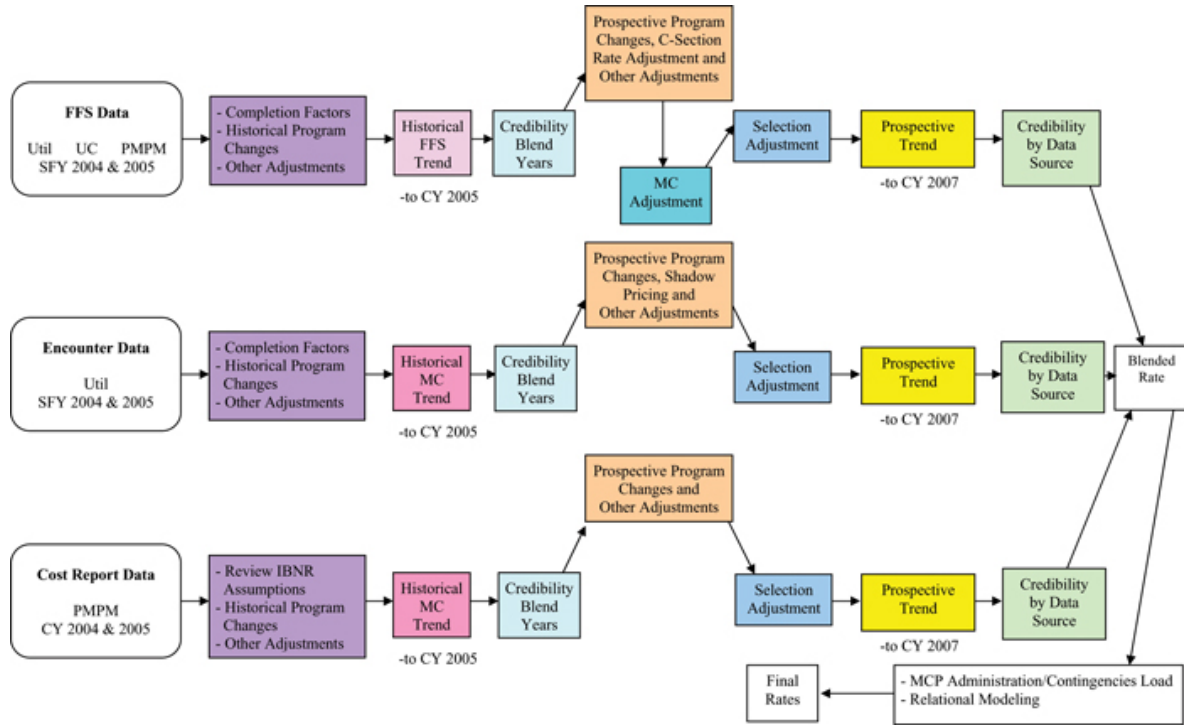 FFS Data
Util UC PMPM
SFY 2004 & 2005
- Completion Factors
- Historical Program
Changes
- Other Adjustments
Historical
FFS
Trend
-to CY 2005
Credibility
Blend
Years
Prospective Program
Changes, C-Section
Rate Adjustment and
Other Adjustments
MC
Adjustment
Selection
Adjustment
Prospective
Trend
-to CY 2007
Credibility
by Data
Source
Encounter Data
Util
SFY 2004 & 2005
- Completion Factors
- Historical Program
Changes
- Other Adjustments
Historical
MC
Trend
-to CY 2005
Credibility
Blend
Years
Prospective Program
Changes, Shadow
Pricing and
Other Adjustments
Selection
Adjustment
Prospective
Trend
-to CY 2007
Credibility
by Data
Source
Blended
Rate
Cost Report Data
PMPM
CY 2004 & 2005
- Review IBNR
Assumptions
- Historical Program
Changes
- Other Adjustments
Historical
MC
Trend
-to CY 2005
Credibility
Blend
Years
Prospective Program
Changes and
Other Adjustments
Selection
Adjustment
Prospective
Trend
-to CY 2007
Credibility
by Data
Source
- MCP Administration/Contingencies Load
- Relational Modeling
Final
Rates